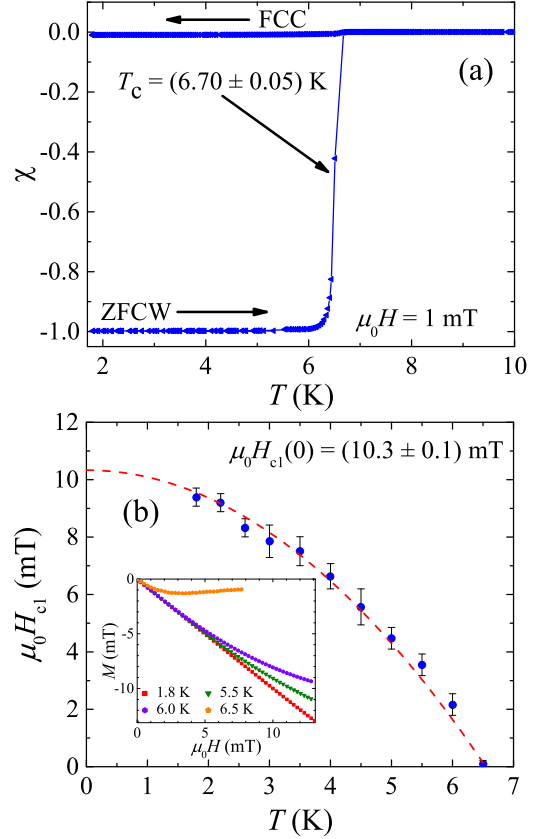 FCC
(a)
T_c = (6.70 ± 0.05) K
ZFCW
μ₀H = 1 mT
0.0
-0.2
-0.4
-0.6
-0.8
-1.0
χ
2 4 6 8 10
T (K)
μ₀H_c1(0) = (10.3 ± 0.1) mT
(b)
12
10
8
6
4
2
0
μ₀H_c1 (mT)
0
-5
-10
M (mT)
1.8 K 5.5 K
6.0 K 6.5 K
0 5 10
μ₀H (mT)
0 1 2 3 4 5 6 7
T (K)